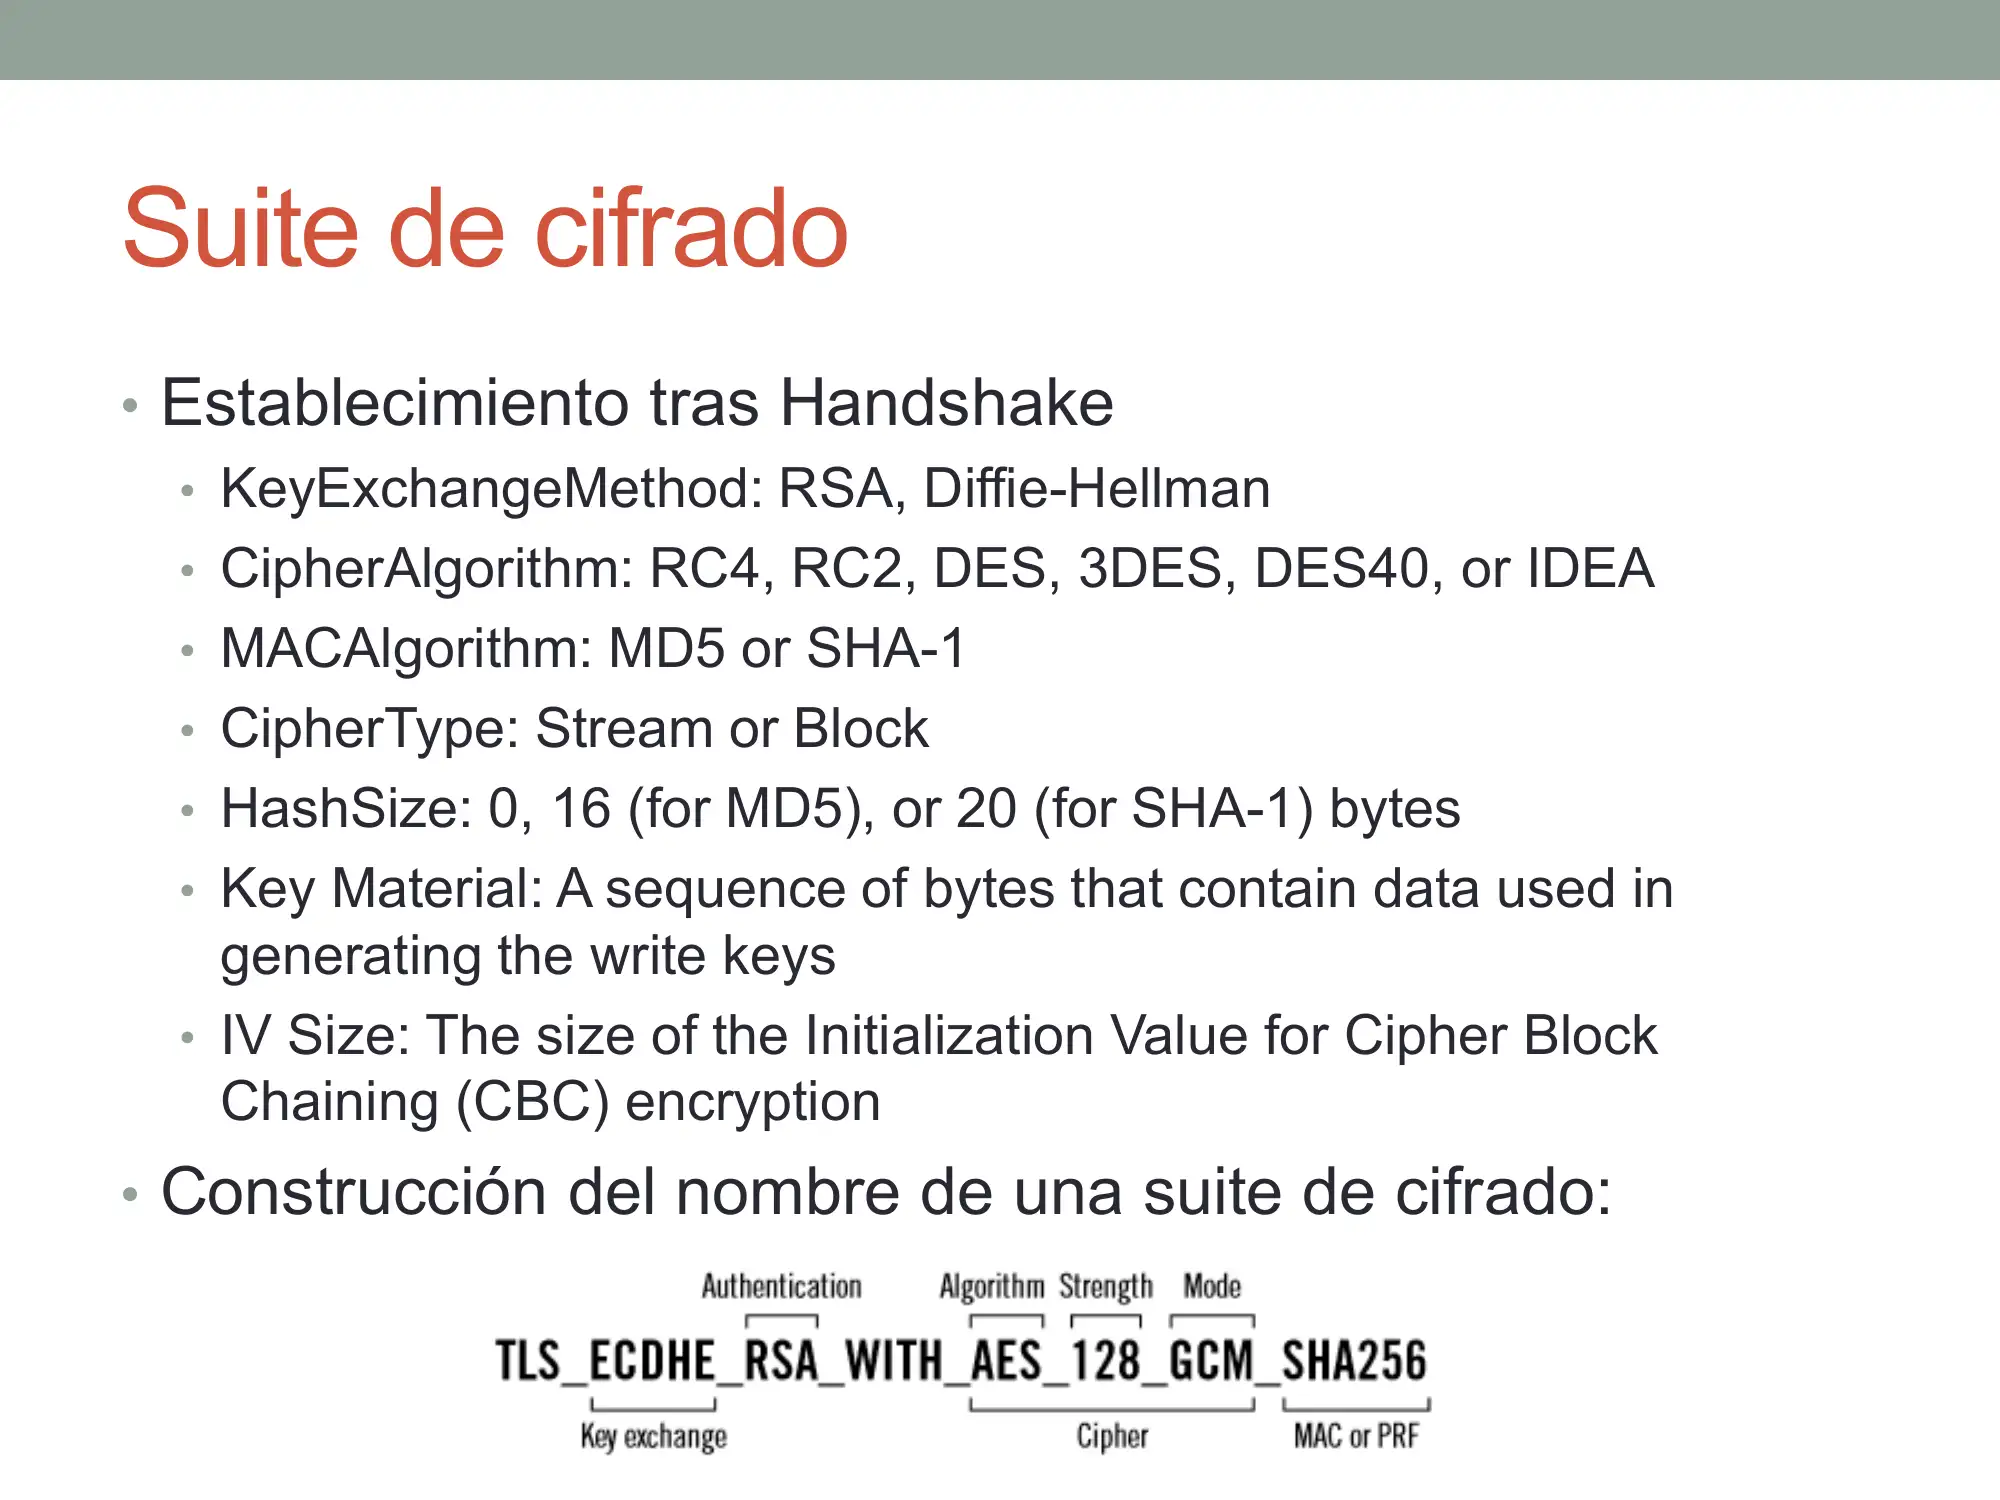 Suite de cifrado
• Establecimiento tras Handshake
• KeyExchangeMethod: RSA, Diffie-Hellman
• CipherAlgorithm: RC4, RC2, DES, 3DES, DES40, or IDEA
• MACAlgorithm: MD5 or SHA-1
• CipherType: Stream or Block
• HashSize: 0, 16 (for MD5), or 20 (for SHA-1) bytes
• Key Material: A sequence of bytes that contain data used in
generating the write keys
• IV Size: The size of the Initialization Value for Cipher Block
Chaining (CBC) encryption
• Construcción del nombre de una suite de cifrado:
Authentication Algorithm Strength Mode
TLS_ECDHE_RSA_WITH_AES_128_GCM_SHA256
Key exchange Cipher MAC or PRF